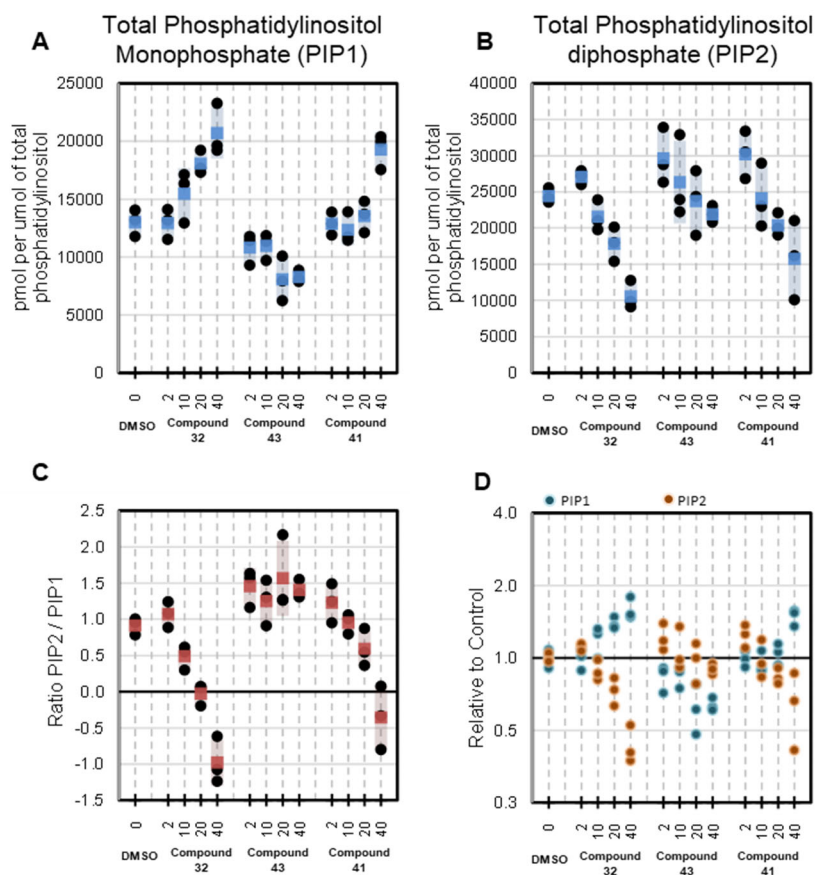 A
Total Phosphatidylinositol
Monophosphate (PIP1)
25000
20000
15000
10000
5000
0
pmol per umol of total
phosphatidylinositol
0
2
10
20
40
2
10
20
40
2
10
20
40
DMSO
Compound
32
Compound
43
Compound
41
B
Total Phosphatidylinositol
diphosphate (PIP2)
40000
35000
30000
25000
20000
15000
10000
5000
0
pmol per umol of total
phosphatidylinositol
0
2
10
20
40
2
10
20
40
2
10
20
40
DMSO
Compound
32
Compound
43
Compound
41
C
2.5
2.0
1.5
1.0
0.5
0.0
-0.5
-1.0
-1.5
Ratio PIP2 / PIP1
0
2
10
20
40
2
10
20
40
2
10
20
40
DMSO
Compound
32
Compound
43
Compound
41
D
PIP1
PIP2
4.0
2.0
1.0
0.5
0.3
Relative to Control
0
2
10
20
40
2
10
20
40
2
10
20
40
DMSO
Compound
32
Compound
43
Compound
41